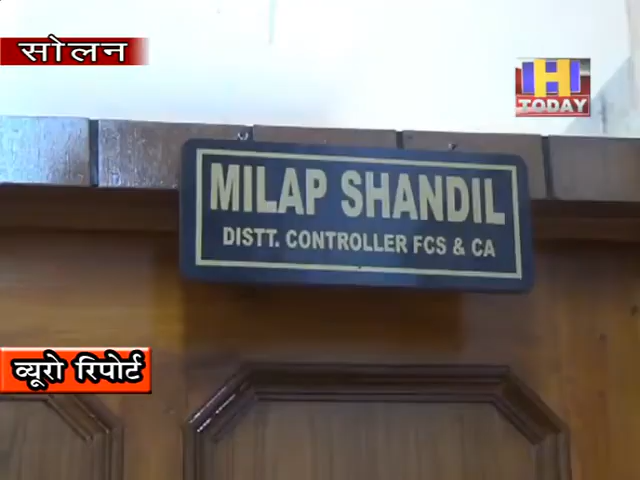 सोलन
H
TODAY
MILAP SHANDIL
DISTT. CONTROLLER FCS & CA
व्यूरो रिपोर्ट